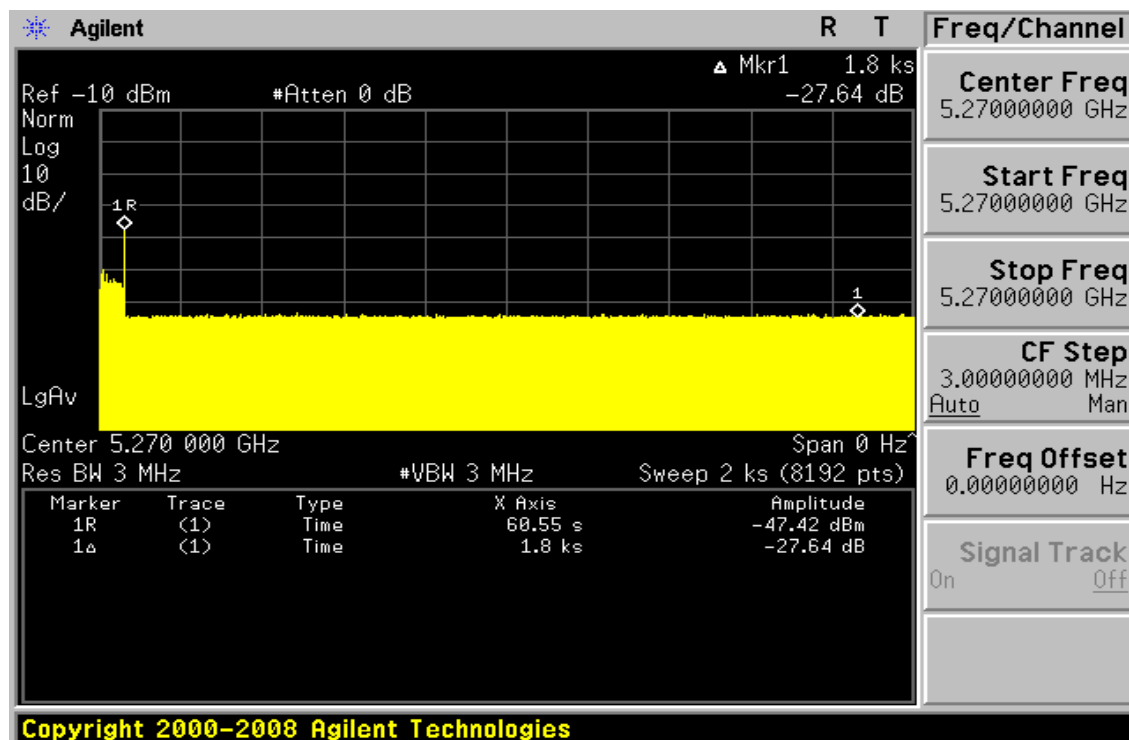 Agilent R T
Δ Mkr1 1.8 ks
Ref -10 dBm #Atten 0 dB -27.64 dB
Norm
Log
10
dB/
1R
1
LgAv
Center 5.270 000 GHz Span 0 Hz^
Res BW 3 MHz #VBW 3 MHz Sweep 2 ks (8192 pts)
Marker Trace Type X Axis Amplitude
1R (1) Time 60.55 s -47.42 dBm
1Δ (1) Time 1.8 ks -27.64 dB
Copyright 2000-2008 Agilent Technologies
Freq/Channel
Center Freq
5.27000000 GHz
Start Freq
5.27000000 GHz
Stop Freq
5.27000000 GHz
CF Step
3.00000000 MHz
Auto Man
Freq Offset
0.00000000 Hz
Signal Track
On Off